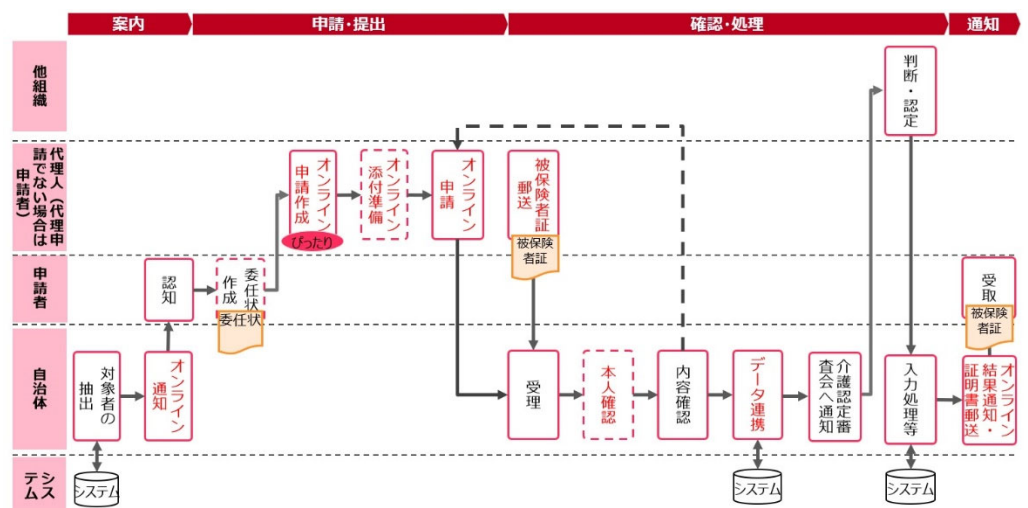 案内
申請・提出
確認・処理
通知
他組織
代理人（代理申
請でない場合は
申請者）
申請者
自治体
シス
テム
対象者の
抽出
システム
オンライン
通知
認知
委任状
作成
委任状
オンライン
申請作成
ぴったり
オンライン
添付準備
オンライン
申請
被保険者証
郵送
被保険
者証
受理
本人確認
内容確認
データ連携
システム
介護認定審
査会へ通知
判断・認定
入力処理等
システム
オンライン
結果通知・
証明書郵送
受取
被保険
者証